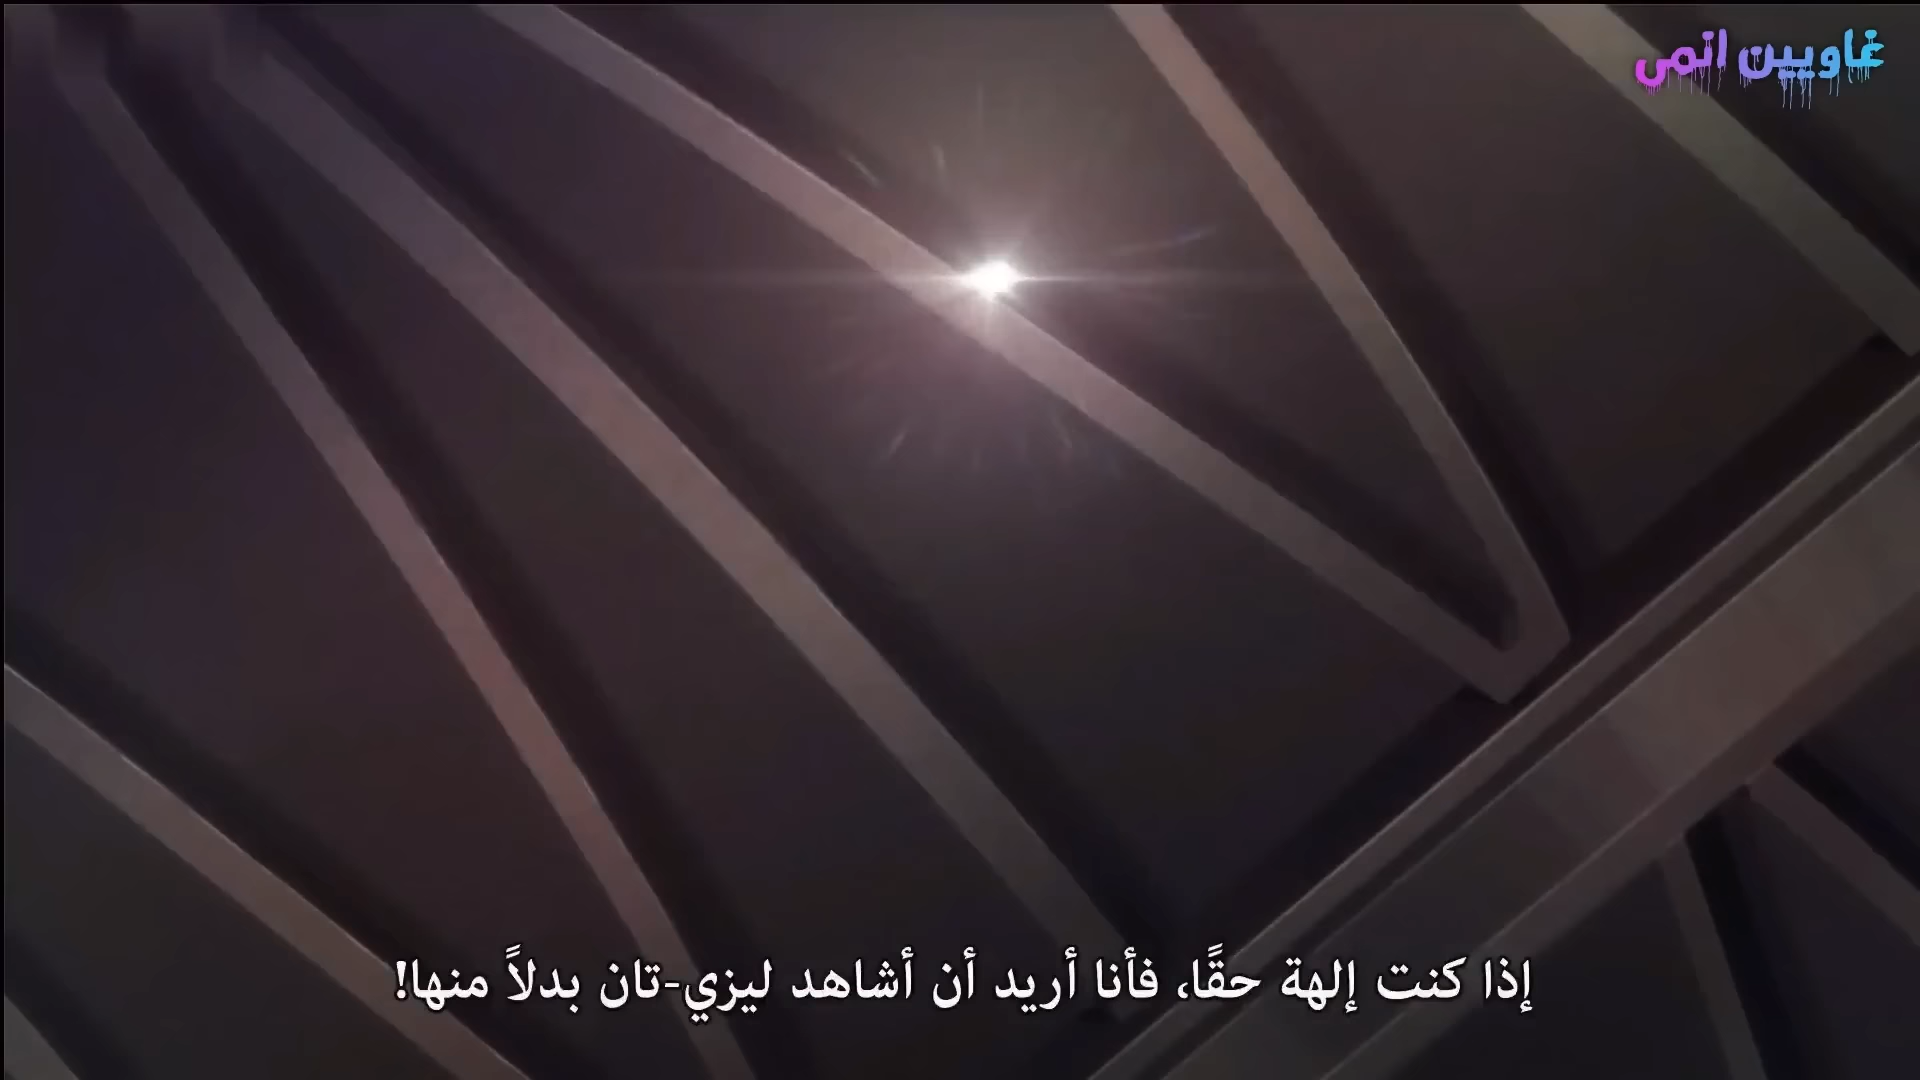 غاويين انمي
إذا كنت إلهة حقًا، فأنا أريد أن أشاهد ليزي-تان بدلاً منها!